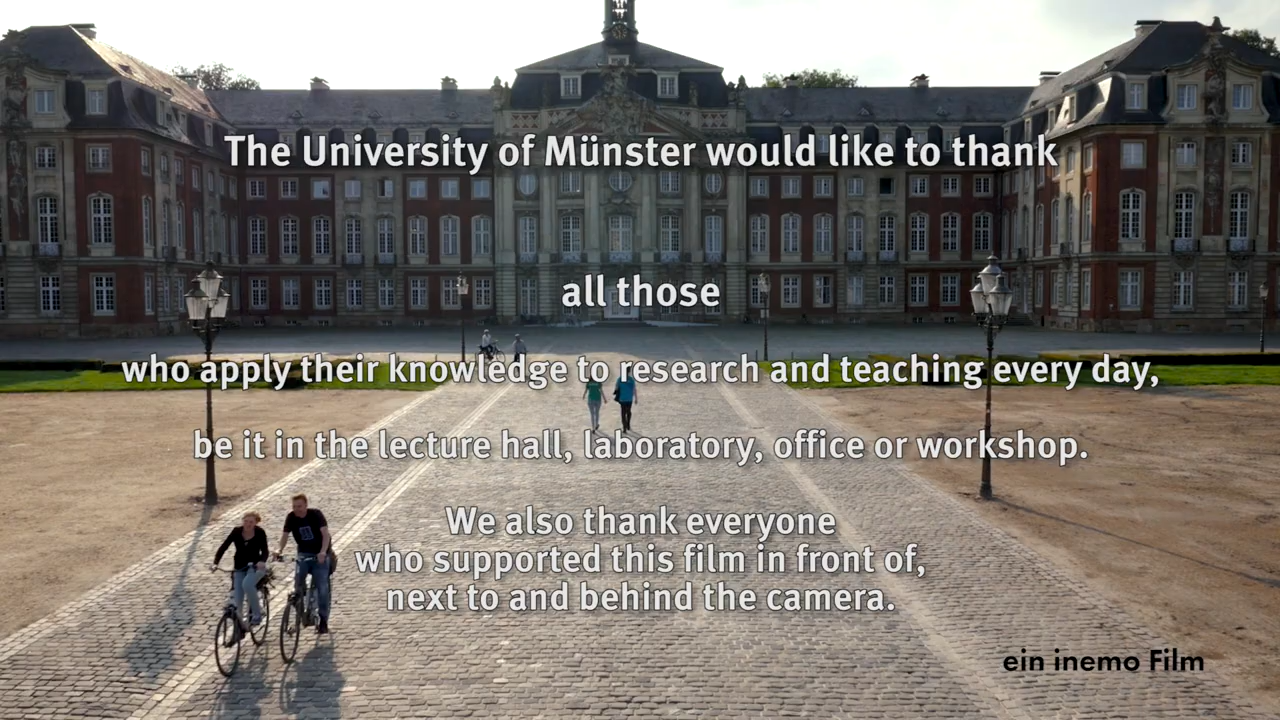 The University of Münster would like to thank
all those
who apply their knowledge to research and teaching every day,
be it in the lecture hall, laboratory, office or workshop.
We also thank everyone
who supported this film in front of,
next to and behind the camera.
ein inemo Film